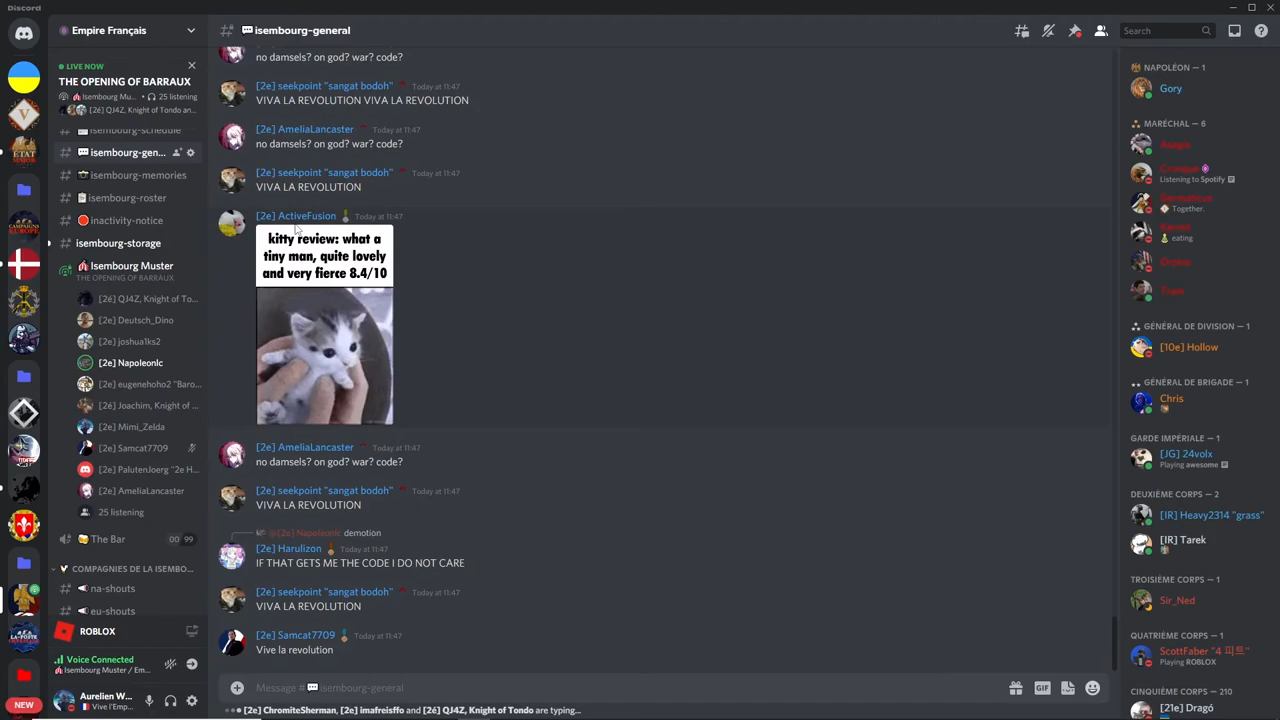 Discord
Empire Français
LIVE NOW
THE OPENING OF BARRAUX
Isembourg Mu... • 25 listening
[2é] QJ4Z, Knight of Tondo an...
isembourg-schedule
isembourg-gen...
isembourg-memories
isembourg-roster
inactivity-notice
isembourg-storage
Isembourg Muster
THE OPENING OF BARRAUX
[2é] QJ4Z, Knight of To...
[2e] Deutsch_Dino
[2e] joshua1ks2
[2e] Napoleonlc
[2e] eugenehoho2 "Baro...
[2é] Joachim, Knight of ...
[2e] Mimi_Zelda
[2e] Samcat7709
[2e] PalutenJoerg "2e H...
[2e] AmeliaLancaster
25 listening
The Bar
00 99
COMPAGNIES DE LA ISEMBO...
na-shouts
eu-shouts
ROBLOX
Voice Connected
Isembourg Muster / Em...
Aurelien W...
Vive l'Emp...
NEW
isembourg-general
Search
no damsels? on god? war? code?
[2e] seekpoint "sangat bodoh" Today at 11:47
VIVA LA REVOLUTION VIVA LA REVOLUTION
[2e] AmeliaLancaster Today at 11:47
no damsels? on god? war? code?
[2e] seekpoint "sangat bodoh" Today at 11:47
VIVA LA REVOLUTION
[2e] ActiveFusion Today at 11:47
kitty review: what a
tiny man, quite lovely
and very fierce 8.4/10
[2e] AmeliaLancaster Today at 11:47
no damsels? on god? war? code?
[2e] seekpoint "sangat bodoh" Today at 11:47
VIVA LA REVOLUTION
@[2e] Napoleonlc demotion
[2e] Harulizon Today at 11:47
IF THAT GETS ME THE CODE I DO NOT CARE
[2e] seekpoint "sangat bodoh" Today at 11:47
VIVA LA REVOLUTION
[2e] Samcat7709 Today at 11:47
Vive la revolution
Message # isembourg-general
GIF
[2e] ChromiteSherman, [2e] imafreisffo and [2é] QJ4Z, Knight of Tondo are typing...
NAPOLÉON — 1
Gory
MARÉCHAL — 6
Listening to Spotify
Together.
eating
GÉNÉRAL DE DIVISION — 1
[10e] Hollow
GÉNÉRAL DE BRIGADE — 1
Chris
GARDE IMPÉRIALE — 1
[JG] 24volx
Playing awesome
DEUXIÈME CORPS — 2
[IR] Heavy2314 "grass"
[IR] Tarek
TROISIÈME CORPS — 1
Sir_Ned
QUATRIÈME CORPS — 1
ScottFaber "4 피트"
Playing ROBLOX
CINQUIÈME CORPS — 210
[21e] Dragó